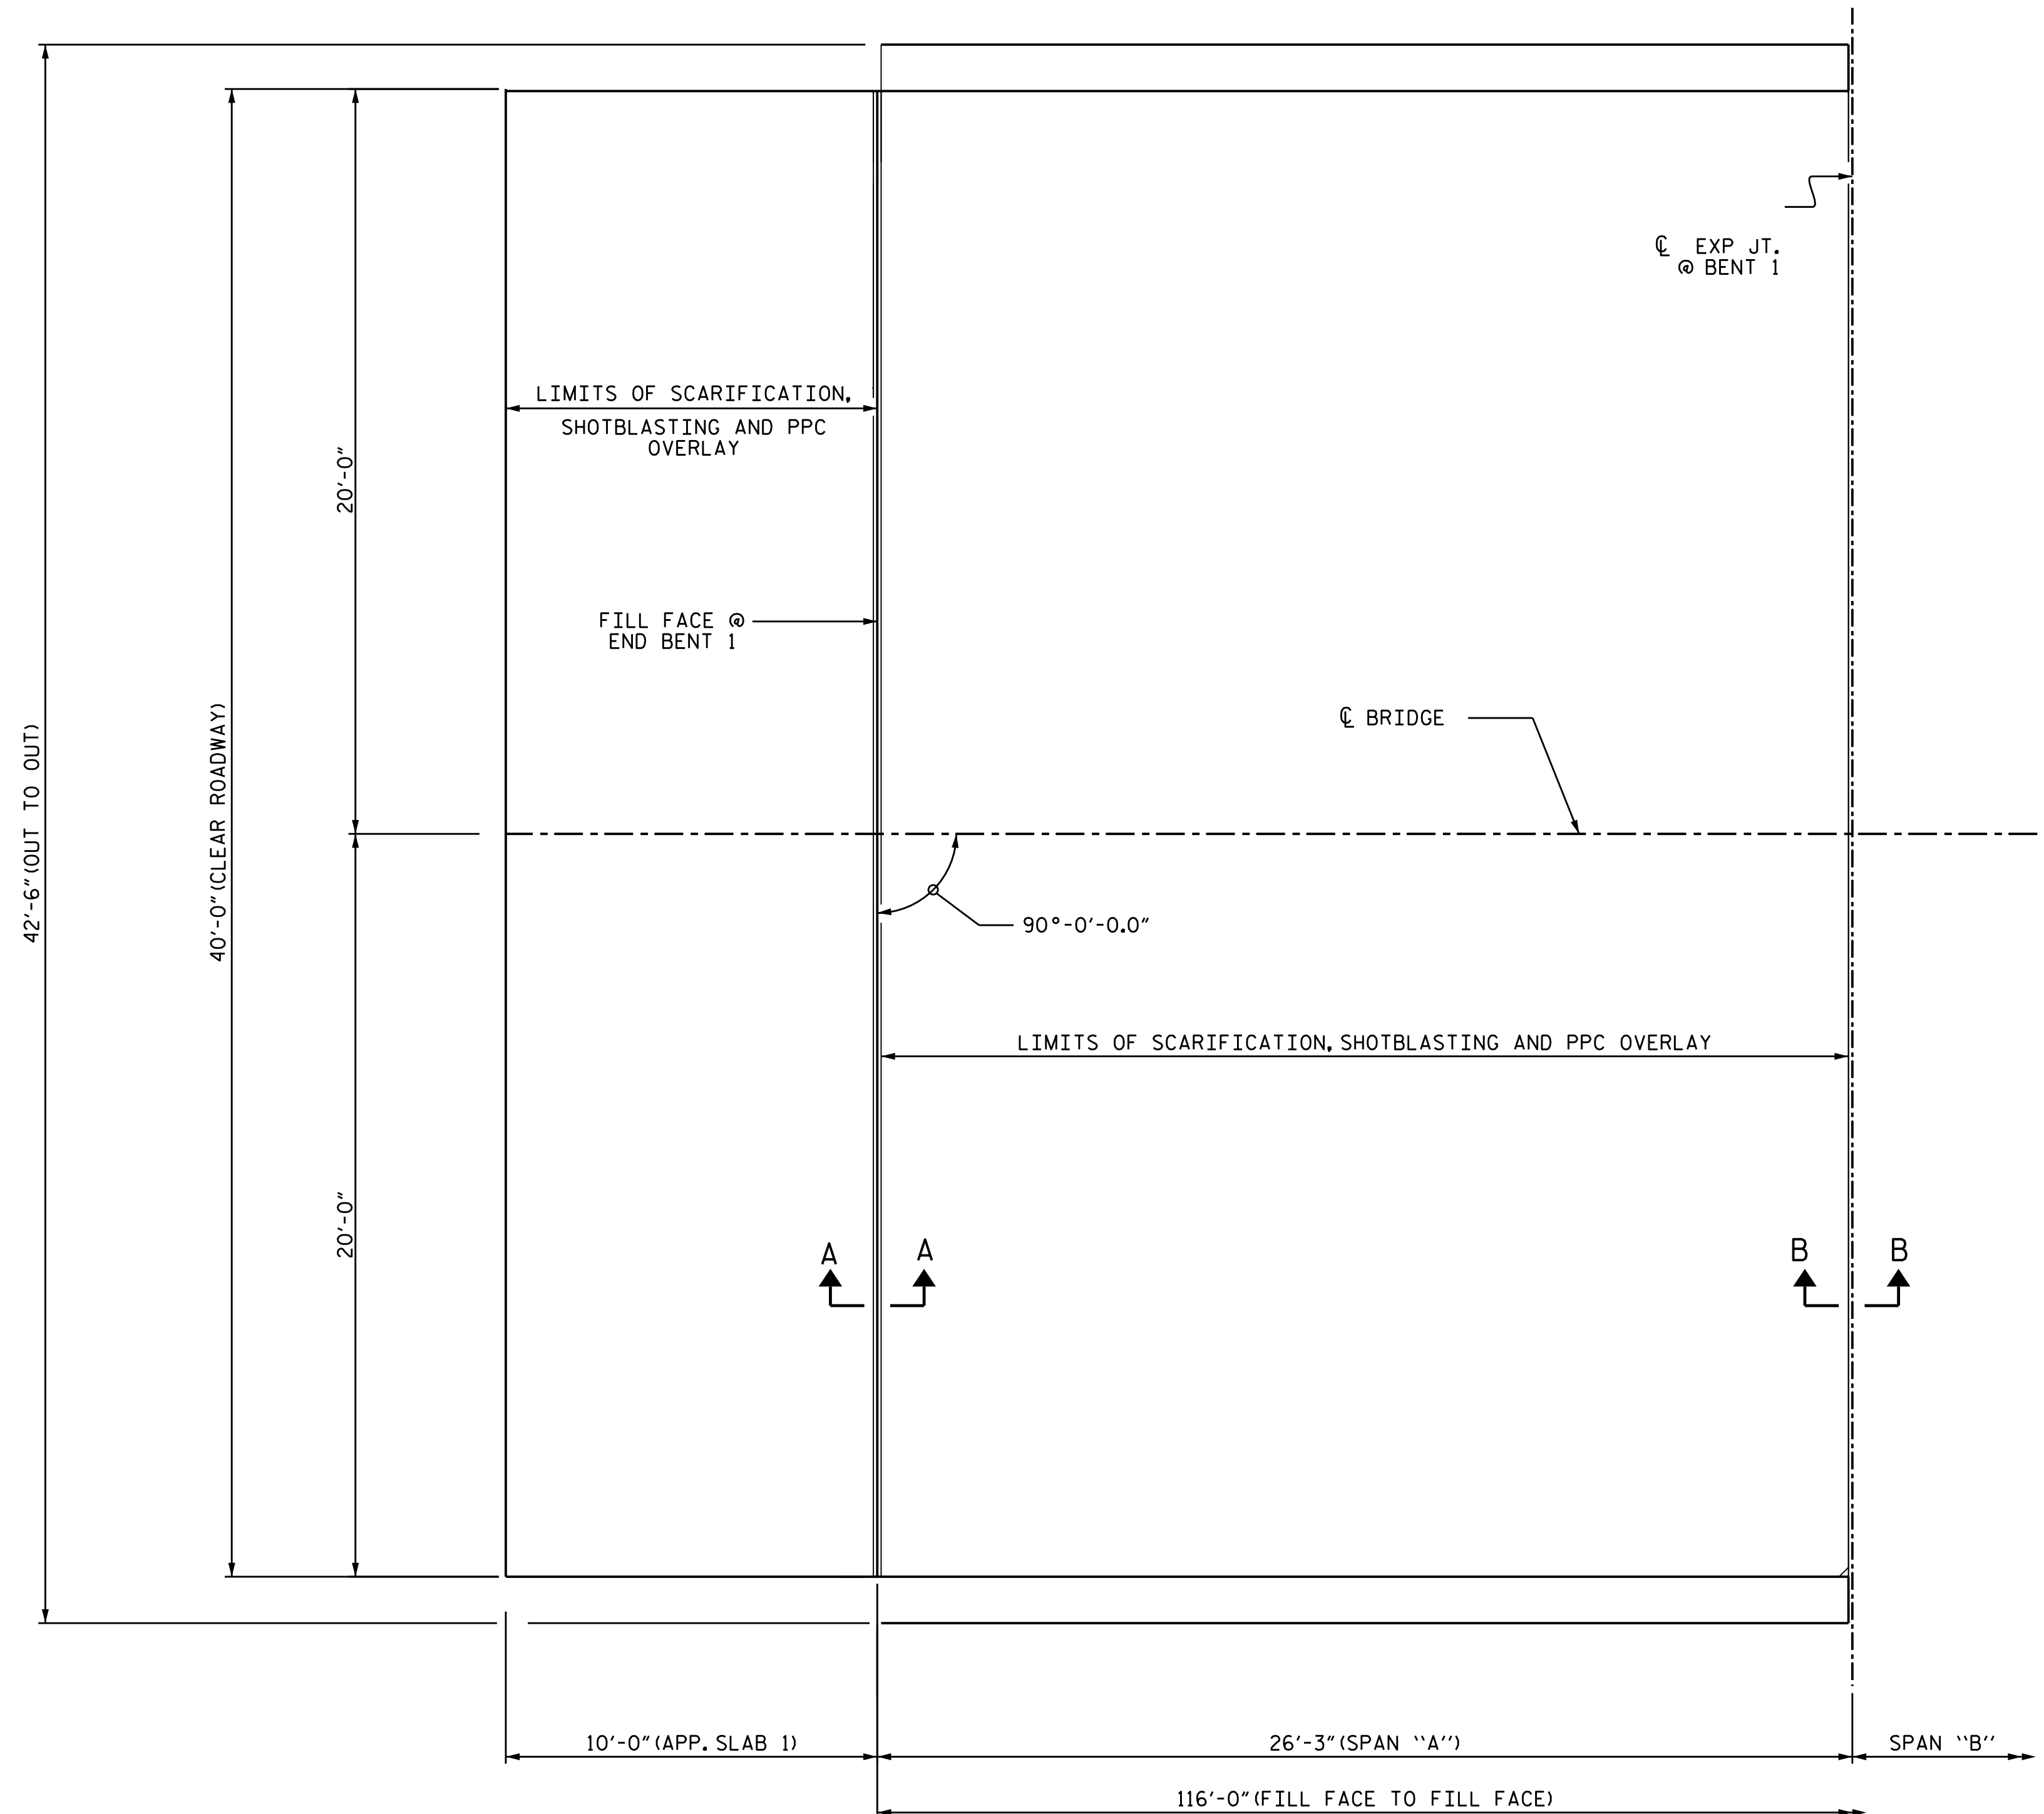 ℄ EXP JT.
@ BENT 1
LIMITS OF SCARIFICATION,
SHOTBLASTING AND PPC
OVERLAY
20'-0"
FILL FACE @
END BENT 1
42'-6"(OUT TO OUT)
40'-0"(CLEAR ROADWAY)
℄ BRIDGE
90°-0'-0.0"
LIMITS OF SCARIFICATION, SHOTBLASTING AND PPC OVERLAY
20'-0"
A A
B B
10'-0"(APP. SLAB 1)
26'-3"(SPAN ``A'')
SPAN ``B''
116'-0"(FILL FACE TO FILL FACE)